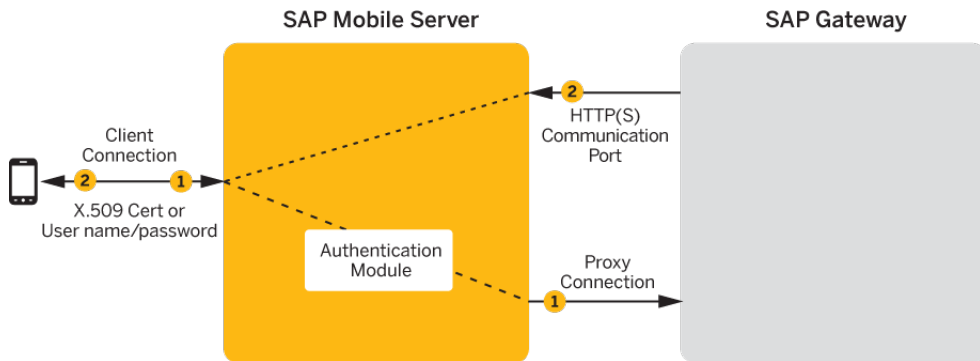 SAP Mobile Server
SAP Gateway
2
HTTP(S)
Communication
Port
Client
Connection
2
1
X.509 Cert or
User name/password
Authentication
Module
Proxy
Connection
1